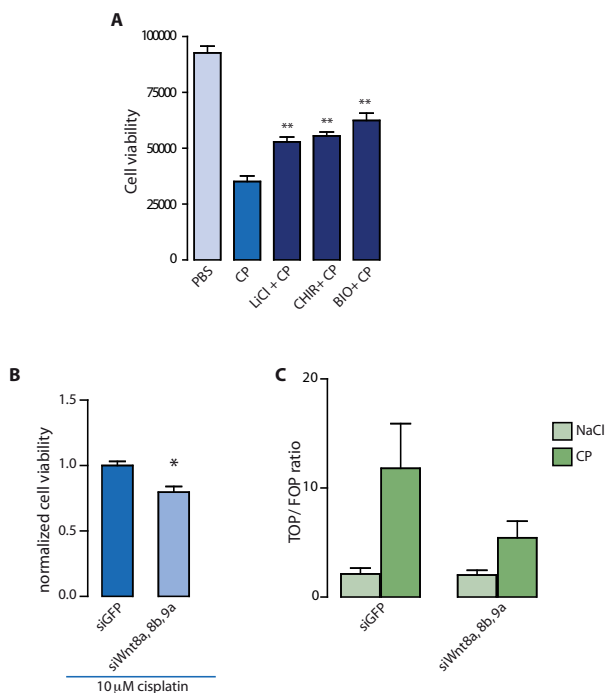 A
100000
75000
50000
25000
0
Cell viability
**
**
**
PBS
CP
LiCl + CP
CHIR+ CP
BIO+ CP
B
1.5
1.0
0.5
0.0
normalized cell viability
*
siGFP
siWnt8a, 8b, 9a
10 μM cisplatin
C
20
10
0
TOP/ FOP ratio
siGFP
siWnt8a, 8b, 9a
NaCl
CP